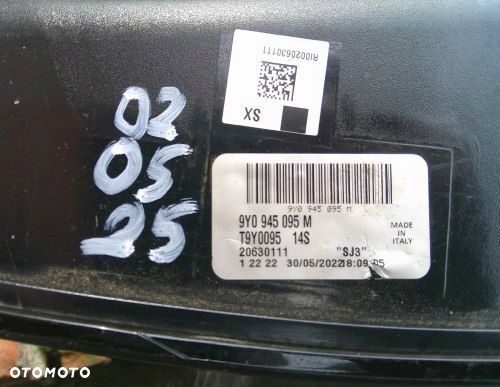 RI0020630111
SX
02
05
25
9Y0 945 095 M
9Y0 945 095 M
T9Y0095 14S
20630111 "SJ3"
1 22 22 30/05/2022 18:09:05
MADE
IN
ITALY
OTOMOTO